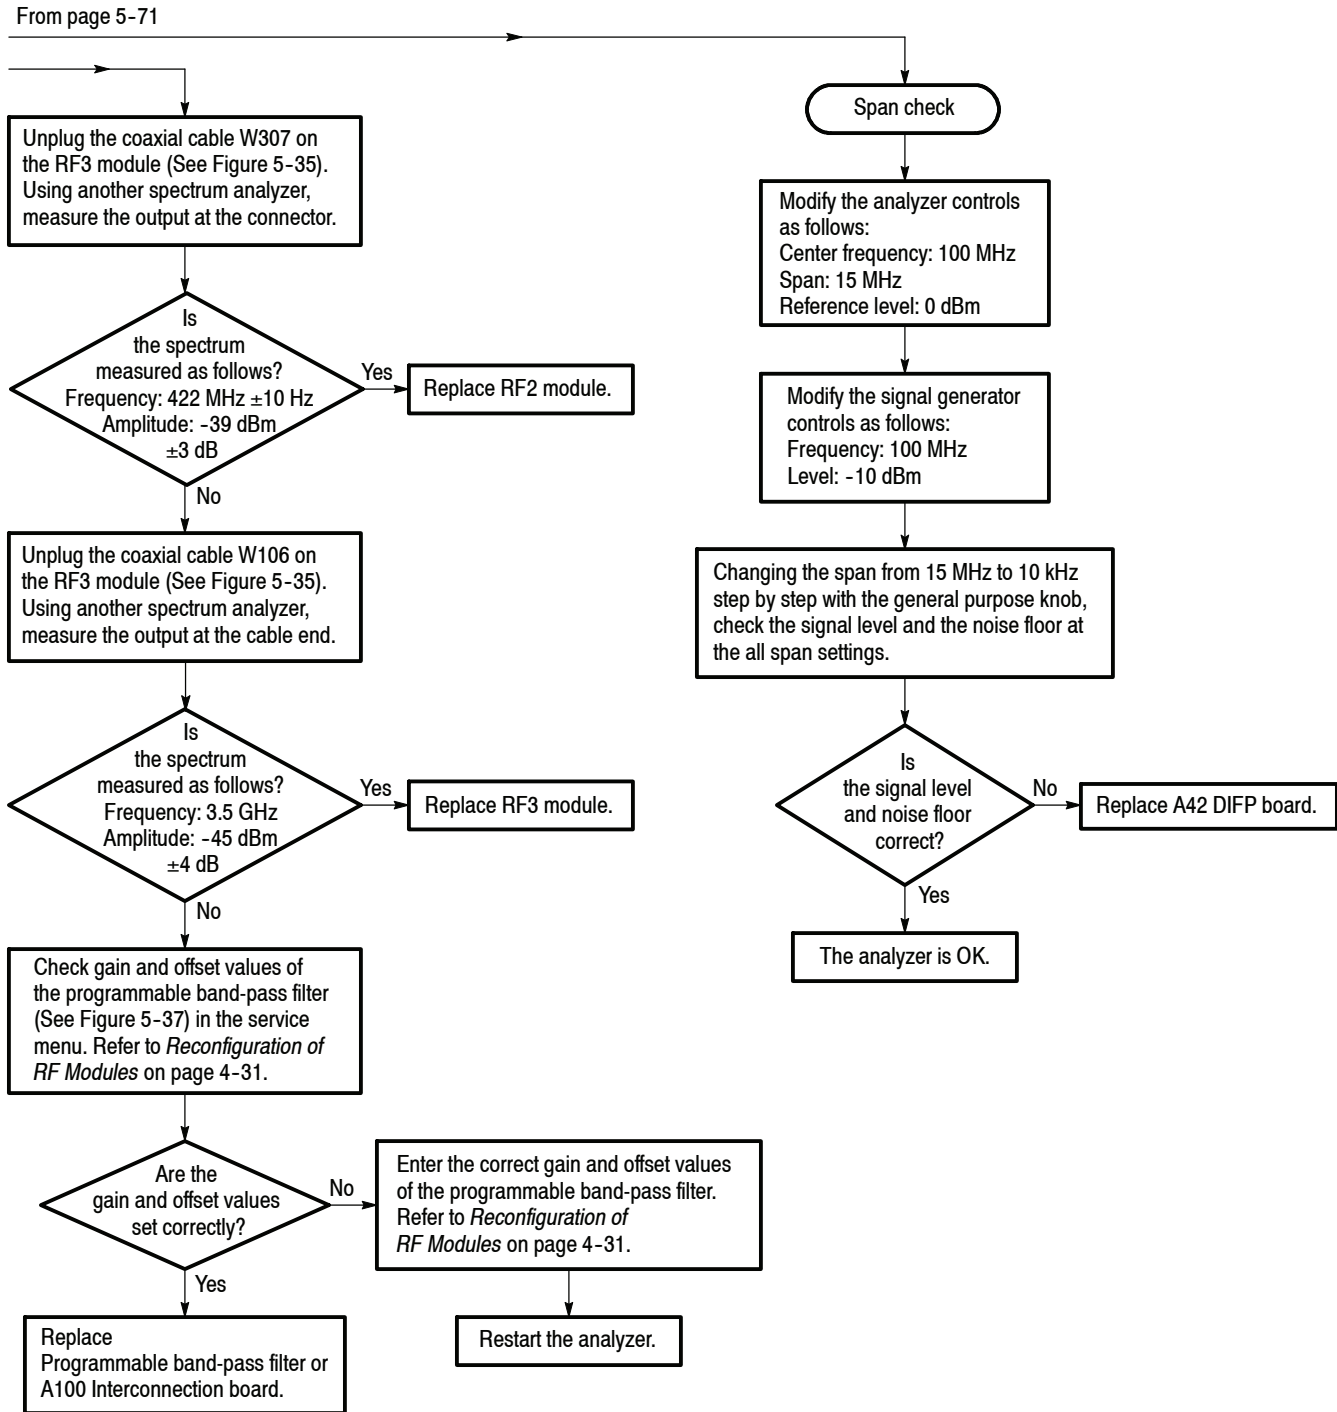 From page 5-71
Unplug the coaxial cable W307 on
the RF3 module (See Figure 5-35).
Using another spectrum analyzer,
measure the output at the connector.
Is
the spectrum
measured as follows?
Frequency: 422 MHz ±10 Hz
Amplitude: -39 dBm
±3 dB
Yes
Replace RF2 module.
No
Unplug the coaxial cable W106 on
the RF3 module (See Figure 5-35).
Using another spectrum analyzer,
measure the output at the cable end.
Is
the spectrum
measured as follows?
Frequency: 3.5 GHz
Amplitude: -45 dBm
±4 dB
Yes
Replace RF3 module.
No
Check gain and offset values of
the programmable band-pass filter
(See Figure 5-37) in the service
menu. Refer to Reconfiguration of
RF Modules on page 4-31.
Are the
gain and offset values
set correctly?
No
Enter the correct gain and offset values
of the programmable band-pass filter.
Refer to Reconfiguration of
RF Modules on page 4-31.
Restart the analyzer.
Yes
Replace
Programmable band-pass filter or
A100 Interconnection board.
Span check
Modify the analyzer controls
as follows:
Center frequency: 100 MHz
Span: 15 MHz
Reference level: 0 dBm
Modify the signal generator
controls as follows:
Frequency: 100 MHz
Level: -10 dBm
Changing the span from 15 MHz to 10 kHz
step by step with the general purpose knob,
check the signal level and the noise floor at
the all span settings.
Is
the signal level
and noise floor
correct?
No
Replace A42 DIFP board.
Yes
The analyzer is OK.